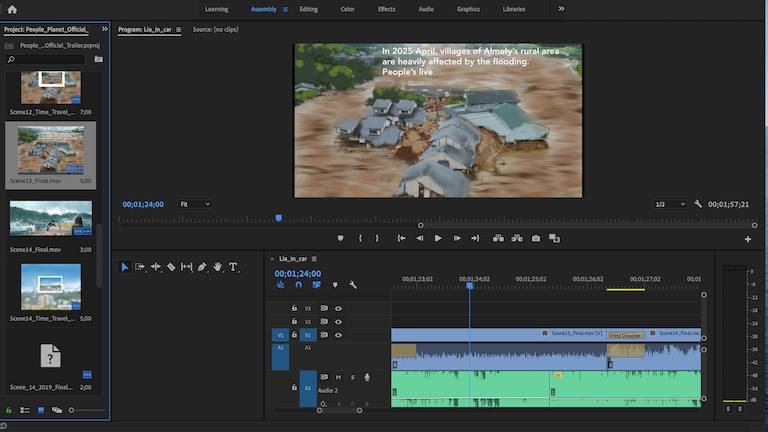 Learning
Assembly
Editing
Color
Effects
Audio
Graphics
Libraries
Project: People_Planet_Official_
People_...Official_Trailer.prproj
Scene12_Time_Travel_... 7;00
Scene13_Final.mov 5;00
Scene14_Final.mov 3;00
Scene14_Time_Travel_... 5;00
Scene_14_2019_Final... 2;00
Program: Lia_in_car
Source: (no clips)
In 2025 April, villages of Almaty's rural area
are heavily affected by the flooding.
People's live
00;01;24;00
Fit
1/2
00;01;57;21
Lia_in_car
00;01;24;00
00;01;23;02
00;01;24;02
00;01;25;02
00;01;26;02
00;01;27;02
00;01
V3
V2
V1
V1
Scene13_Final.mov [V]
Cross Dissolve
Scene14_Final.mo
A1
A1
A2
M
S
Audio 2
0
-6
-12
-18
-24
-30
-36
-42
-48
-54
dB
S
S